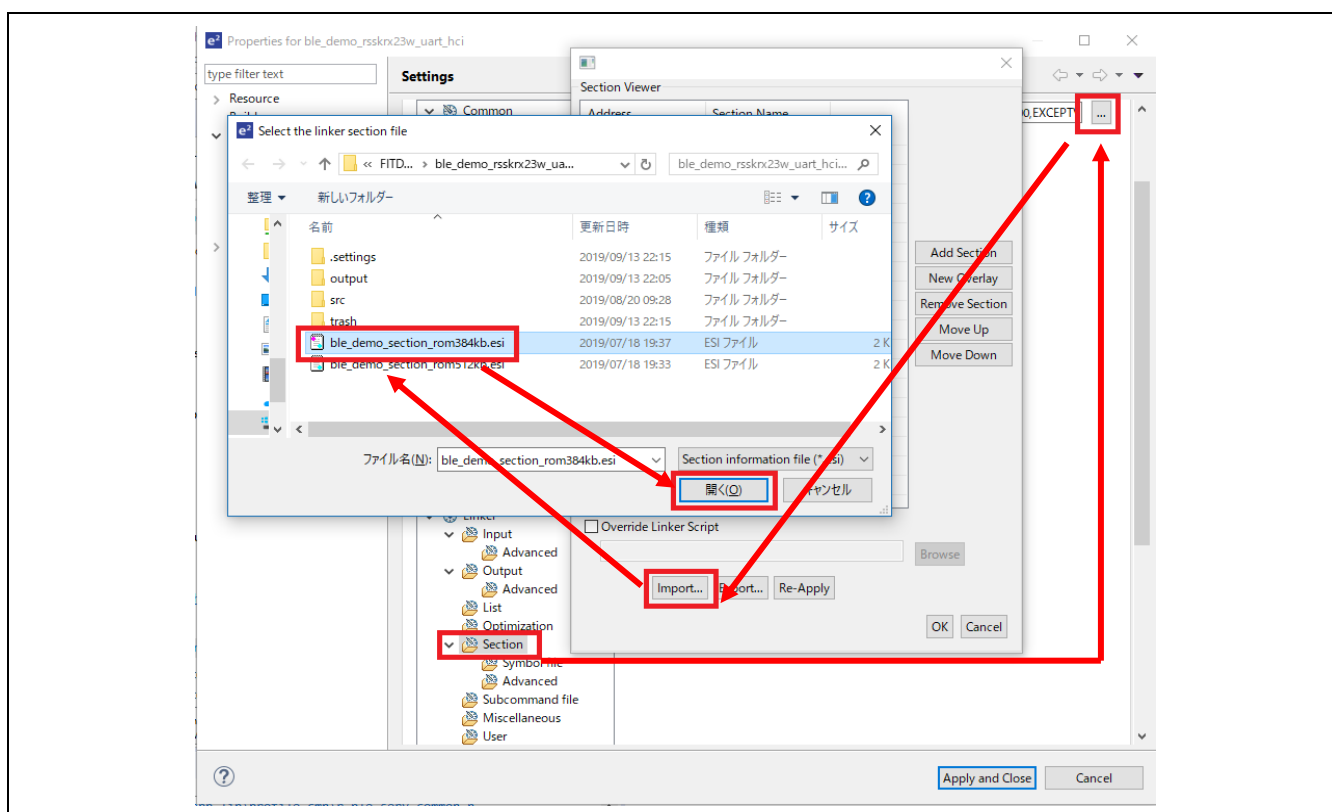 e² Properties for ble_demo_rsskrx23w_uart_hci
type filter text
Settings
Resource
Common
Section Viewer
Address Section Name
00,EXCEPTV ...
e² Select the linker section file
« FITD... › ble_demo_rsskrx23w_ua...
ble_demo_rsskrx23w_uart_hci...
整理 新しいフォルダー
名前 更新日時 種類 サイズ
.settings 2019/09/13 22:15 ファイル フォルダー
output 2019/09/13 22:05 ファイル フォルダー
src 2019/08/20 09:28 ファイル フォルダー
trash 2019/09/13 22:15 ファイル フォルダー
ble_demo_section_rom384kb.esi 2019/07/18 19:37 ESI ファイル 2 K
ble_demo_section_rom512kb.esi 2019/07/18 19:33 ESI ファイル 2 K
ファイル名(N): ble_demo_section_rom384kb.esi Section information file (*.esi)
開く(O) キャンセル
Add Section
New Overlay
Remove Section
Move Up
Move Down
Linker
Input
Advanced
Output
Advanced
List
Optimization
Section
Symbol file
Advanced
Subcommand file
Miscellaneous
User
Override Linker Script
Browse
Import... Export... Re-Apply
OK Cancel
Apply and Close Cancel